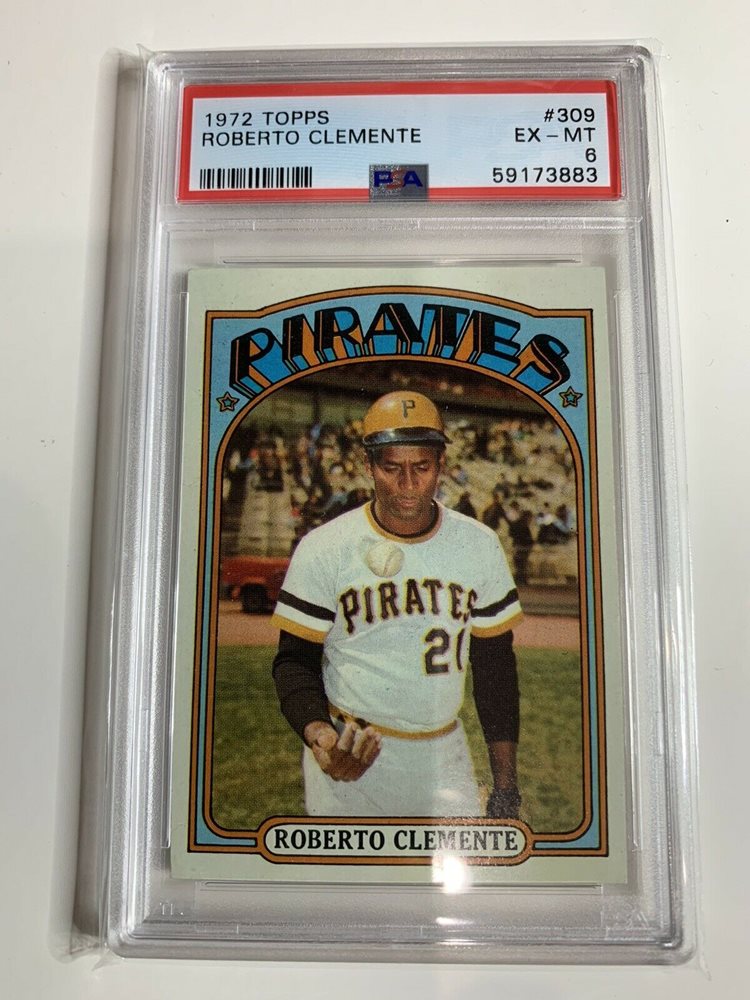 1972 TOPPS #309
ROBERTO CLEMENTE EX - MT
6
PSA 59173883
PIRATES
P
PIRATES
21
ROBERTO CLEMENTE